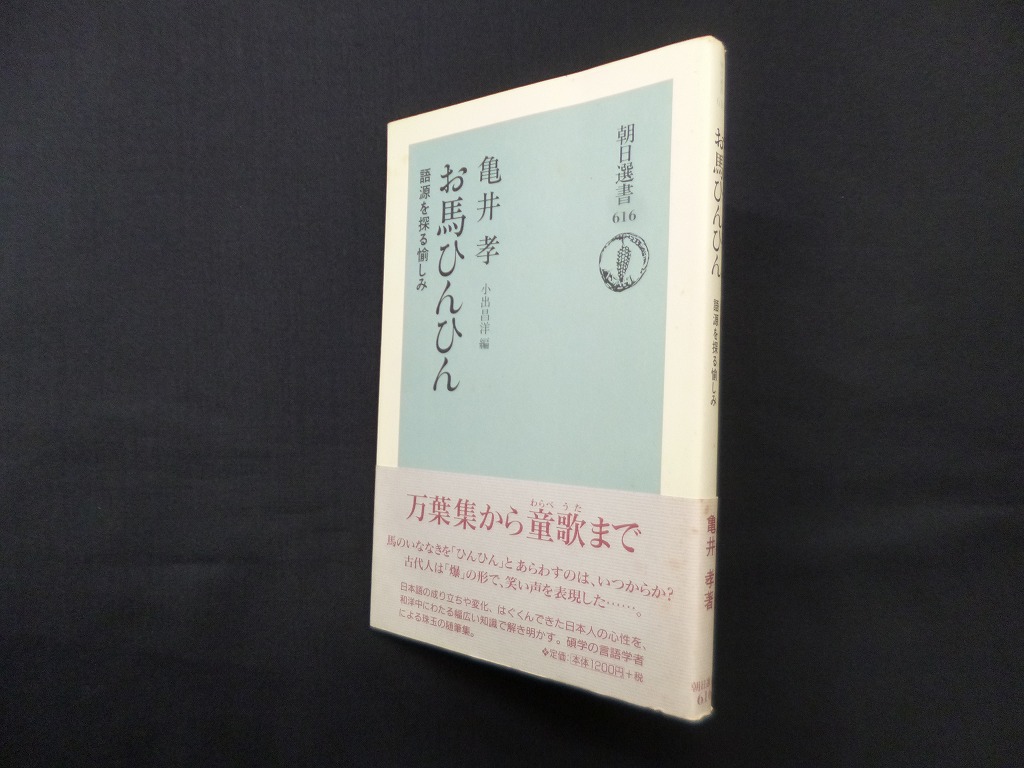 朝日選書
616
亀井 孝
小出昌洋 編
お馬ひんひん
語源を探る愉しみ
万葉集から童歌まで
わらべ うた
馬のいななきを「ひんひん」とあらわすのは、いつからか?
古代人は「爆」の形で、笑い声を表現した……。
日本語の成り立ちや変化、はぐくんできた日本人の心性を、
和洋中にわたる幅広い知識で解き明かす。碩学の言語学者
による珠玉の随筆集。
❖定価:本体1200円+税
お馬ひんひん
語源を探る愉しみ
亀井 孝著